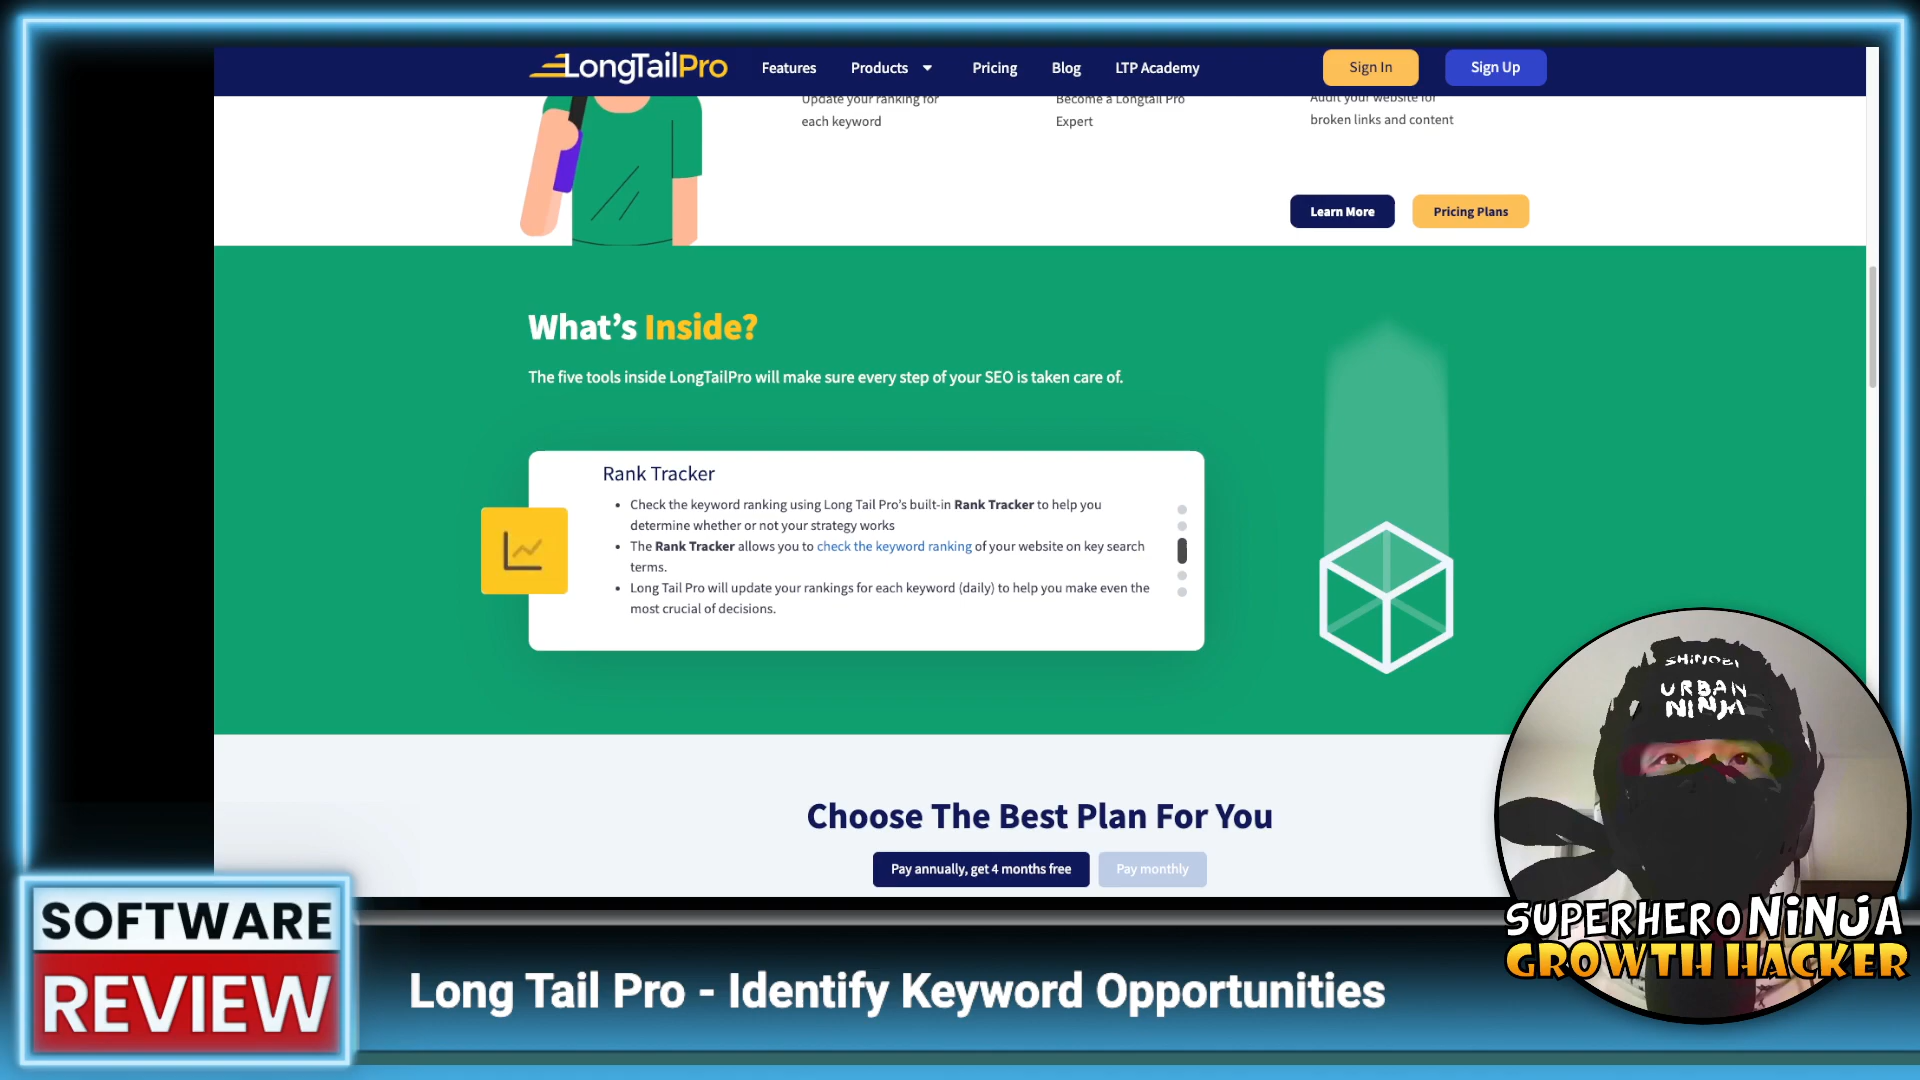 LongTailPro
Features
Products
Pricing
Blog
LTP Academy
Sign In
Sign Up
Update your ranking for
each keyword
Become a Longtail Pro
Expert
Audit your website for
broken links and content
Learn More
Pricing Plans
What's Inside?
The five tools inside LongTailPro will make sure every step of your SEO is taken care of.
Rank Tracker
• Check the keyword ranking using Long Tail Pro's built-in Rank Tracker to help you
determine whether or not your strategy works
• The Rank Tracker allows you to check the keyword ranking of your website on key search
terms.
• Long Tail Pro will update your rankings for each keyword (daily) to help you make even the
most crucial of decisions.
Choose The Best Plan For You
Pay annually, get 4 months free
Pay monthly
SHiNOBI
URBAN
NINJA
SUPERHERO NiNJA
GROWTH HACKER
SOFTWARE
REVIEW
Long Tail Pro - Identify Keyword Opportunities